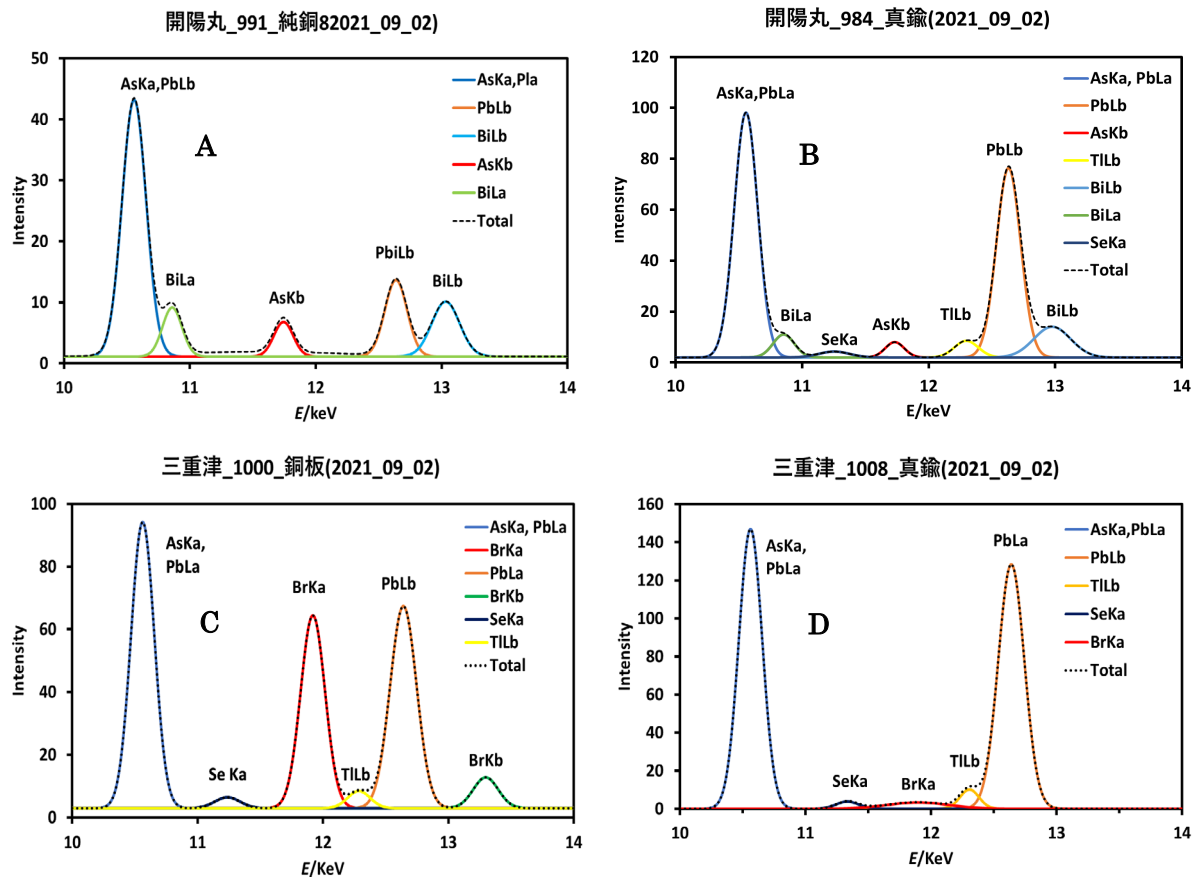 開陽丸_991_純銅82021_09_02)
50
40
30
20
10
0
Intensity
10
11
12
13
14
E/keV
AsKa,PbLb
A
BiLa
AsKb
PbiLb
BiLb
AsKa,Pla
PbLb
BiLb
AsKb
BiLa
Total
開陽丸_984_真鍮(2021_09_02)
120
100
80
60
40
20
0
Intensity
10
11
12
13
14
E/keV
AsKa,PbLa
B
BiLa
SeKa
AsKb
TlLb
PbLb
BiLb
AsKa, PbLa
PbLb
AsKb
TlLb
BiLb
BiLa
SeKa
Total
三重津_1000_銅板(2021_09_02)
100
80
60
40
20
0
Intensity
10
11
12
13
14
E/KeV
AsKa,
PbLa
C
Se Ka
BrKa
TlLb
PbLb
BrKb
AsKa, PbLa
BrKa
PbLa
BrKb
SeKa
TlLb
Total
三重津_1008_真鍮(2021_09_02)
160
140
120
100
80
60
40
20
0
Intensity
10
11
12
13
14
E/keV
AsKa,
PbLa
D
SeKa
BrKa
TlLb
PbLa
AsKa,PbLa
PbLb
TlLb
SeKa
BrKa
Total